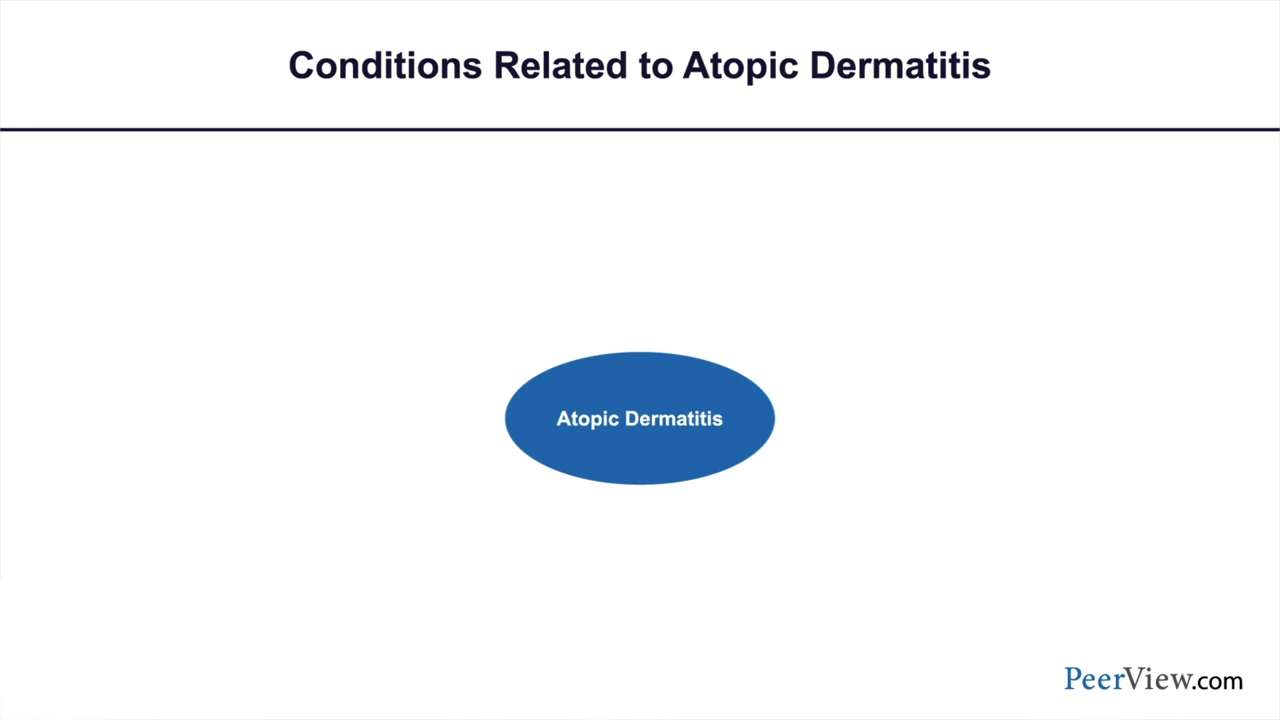 Conditions Related to Atopic Dermatitis
Atopic Dermatitis
PeerView.com